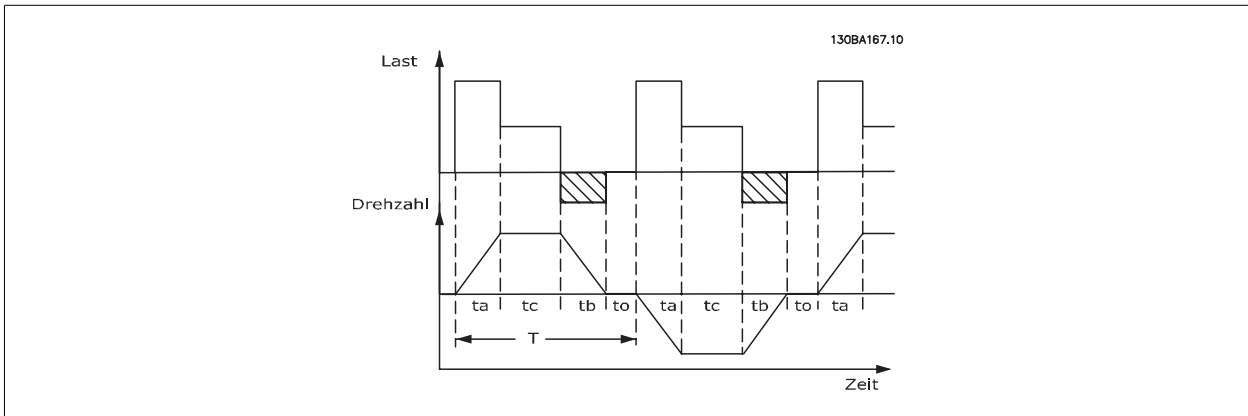 130BA167.10
Last
Drehzahl
ta tc tb to ta tc tb to ta
T
Zeit